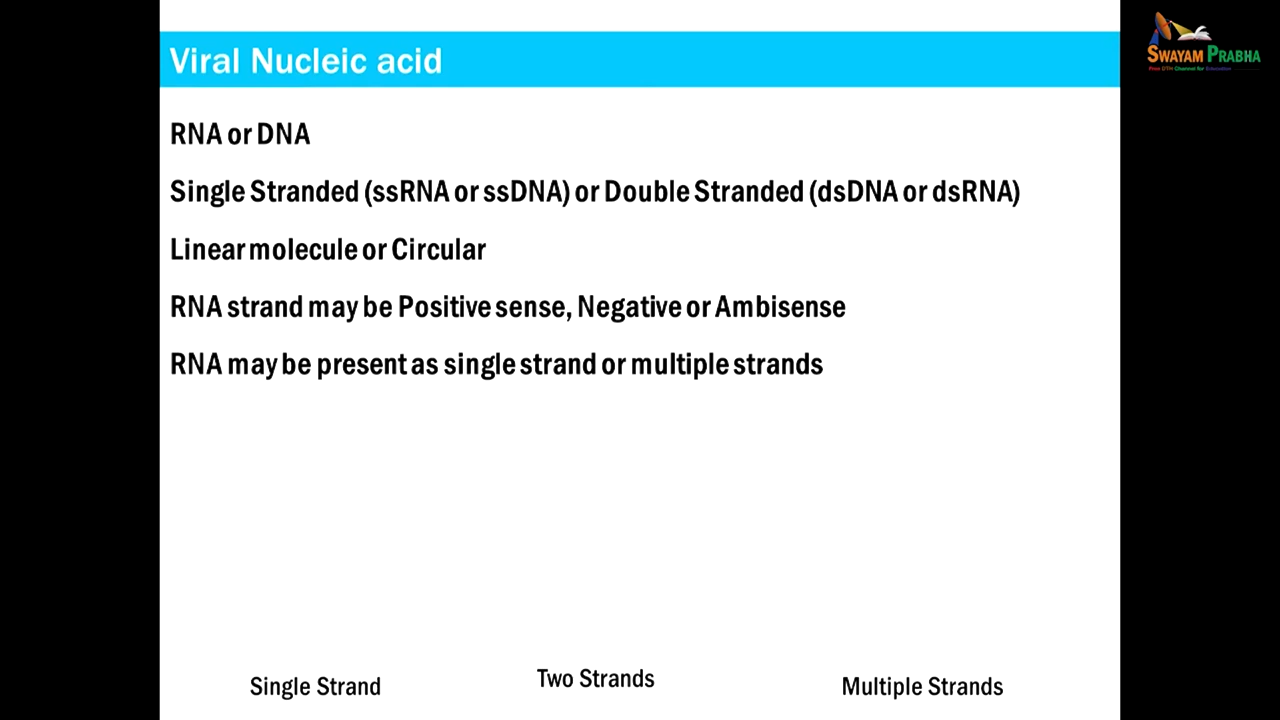 Viral Nucleic acid
SWAYAM PRABHA
RNA or DNA
Single Stranded (ssRNA or ssDNA) or Double Stranded (dsDNA or dsRNA)
Linear molecule or Circular
RNA strand may be Positive sense, Negative or Ambisense
RNA may be present as single strand or multiple strands
Single Strand
Two Strands
Multiple Strands